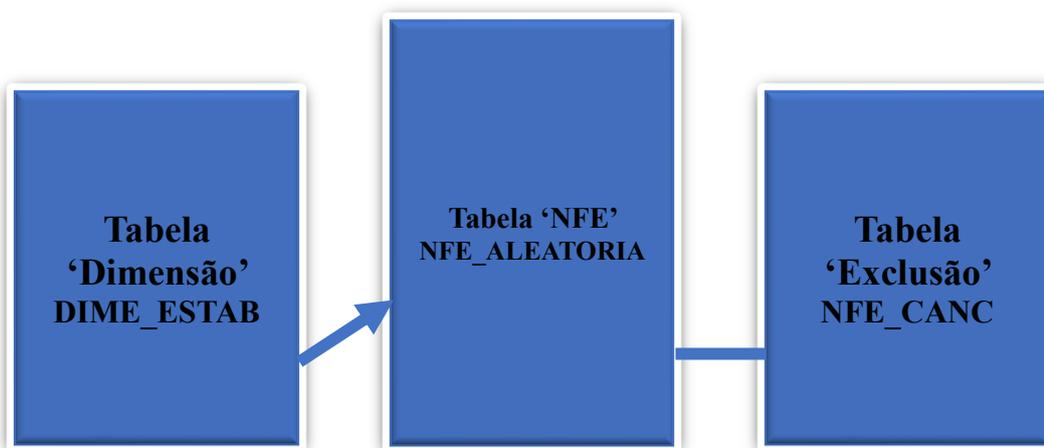 Tabela
‘Dimensão’
DIME_ESTAB
Tabela ‘NFE’
NFE_ALEATORIA
Tabela
‘Exclusão’
NFE_CANC